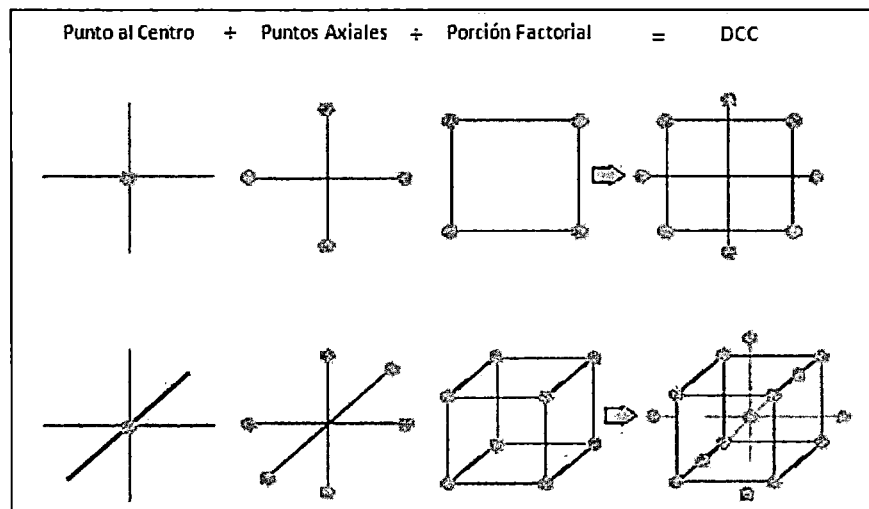 Punto al Centro + Puntos Axiales + Porción Factorial = DCC